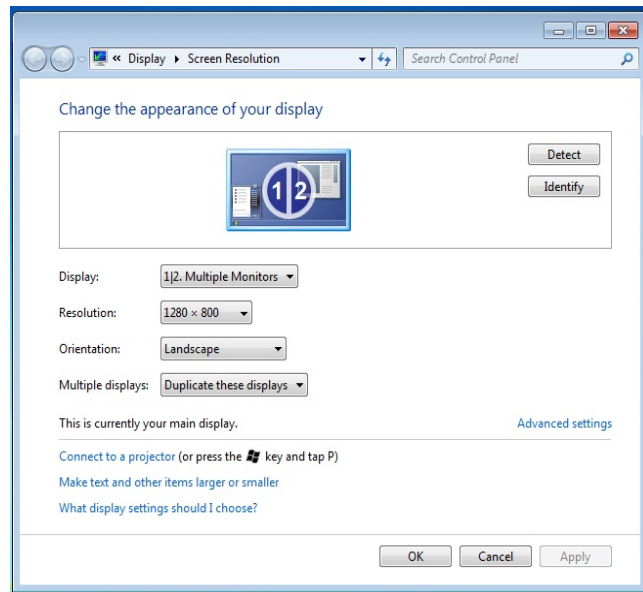 « Display ▸ Screen Resolution
Search Control Panel
Change the appearance of your display
1|2
Detect
Identify
Display: 1|2. Multiple Monitors
Resolution: 1280 × 800
Orientation: Landscape
Multiple displays: Duplicate these displays
This is currently your main display. Advanced settings
Connect to a projector (or press the key and tap P)
Make text and other items larger or smaller
What display settings should I choose?
OK Cancel Apply